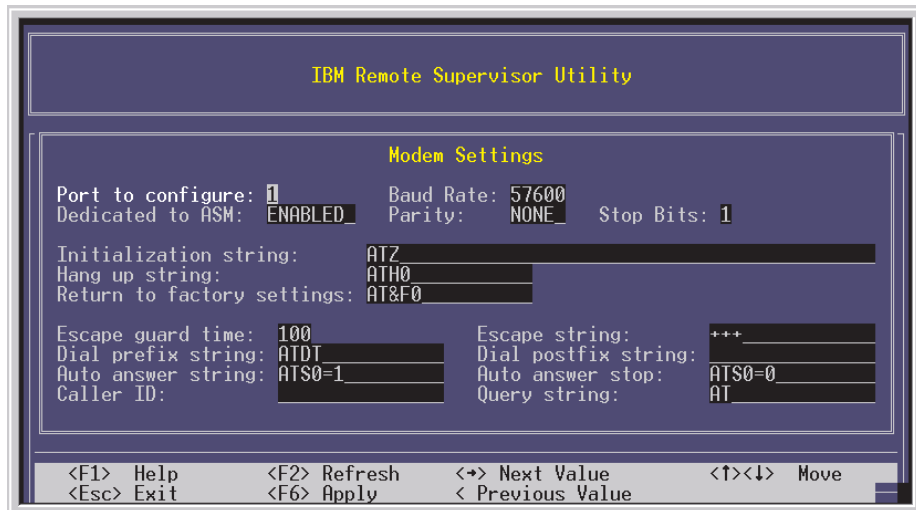 IBM Remote Supervisor Utility
Modem Settings
Port to configure: 1 Baud Rate: 57600
Dedicated to ASM: ENABLED_ Parity: NONE_ Stop Bits: 1
Initialization string: ATZ
Hang up string: ATH0
Return to factory settings: AT&F0
Escape guard time: 100 Escape string: +++
Dial prefix string: ATDT Dial postfix string:
Auto answer string: ATS0=1 Auto answer stop: ATS0=0
Caller ID: Query string: AT
<F1> Help <F2> Refresh <→> Next Value <↑><↓> Move
<Esc> Exit <F6> Apply < Previous Value